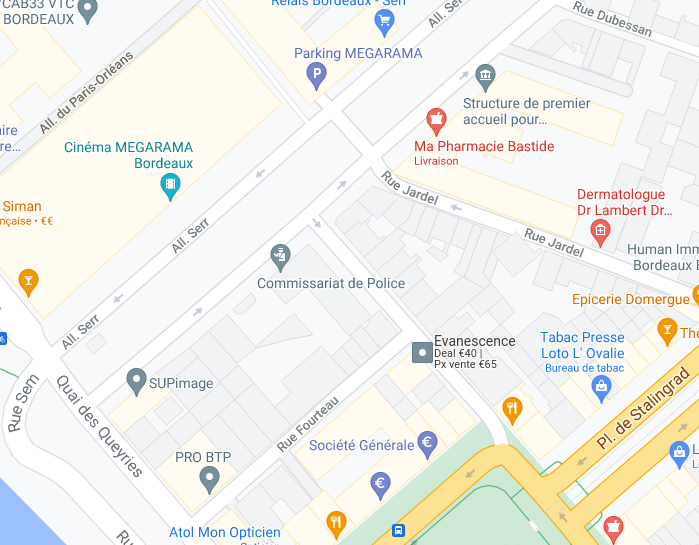 CAB33 VTC
BORDEAUX
Relais Bordeaux - Serr
All. Serr
Rue Dubessan
Parking MEGARAMA
P
All. du Paris-Orléans
Structure de premier
accueil pour...
Ma Pharmacie Bastide
Livraison
Cinéma MEGARAMA
Bordeaux
aire
re…
Siman
nçaise • €€
All. Serr
Rue Jardel
Dermatologue
Dr Lambert Dr…
Rue Jardel
Human Imm
Bordeaux B
Commissariat de Police
Epicerie Domergue
All. Serr
Evanescence
Deal €40 |
Px vente €65
Tabac Presse
Loto L' Ovalie
Bureau de tabac
The
SUPimage
Rue Sem
Quai des Queyries
Rue Fourteau
Pl. de Stalingrad
Société Générale
€
PRO BTP
€
L
Atol Mon Opticien
Opticien
Ru